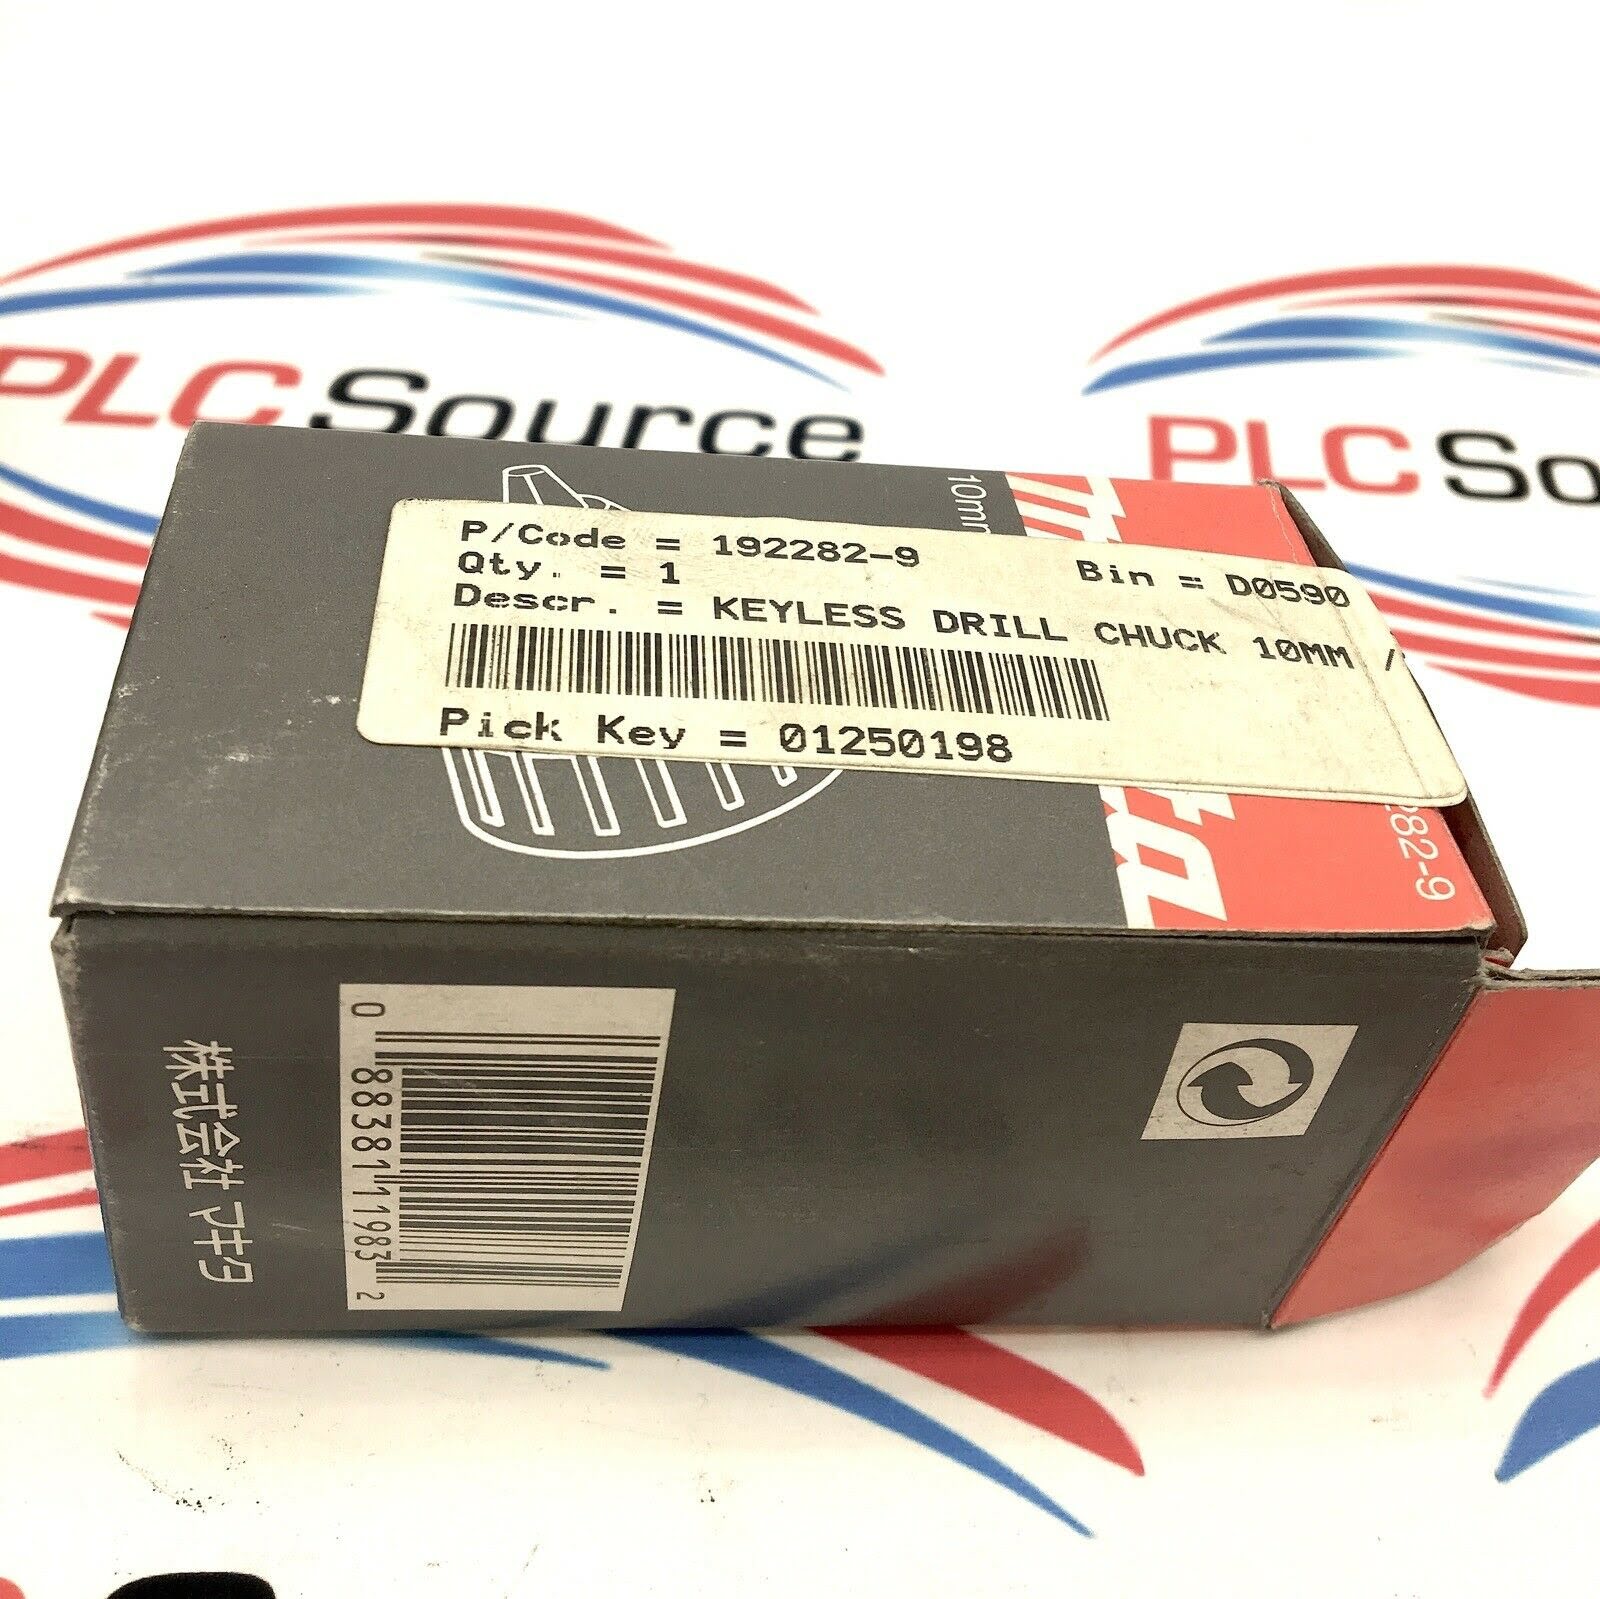 PLC Source
PLC So
10mm
P/Code = 192282-9
Bin = D0590
Qty. = 1
Descr. = KEYLESS DRILL CHUCK 10MM /
Pick Key = 01250198
282-9
0 88381 11983 2
株式会社 マキタ